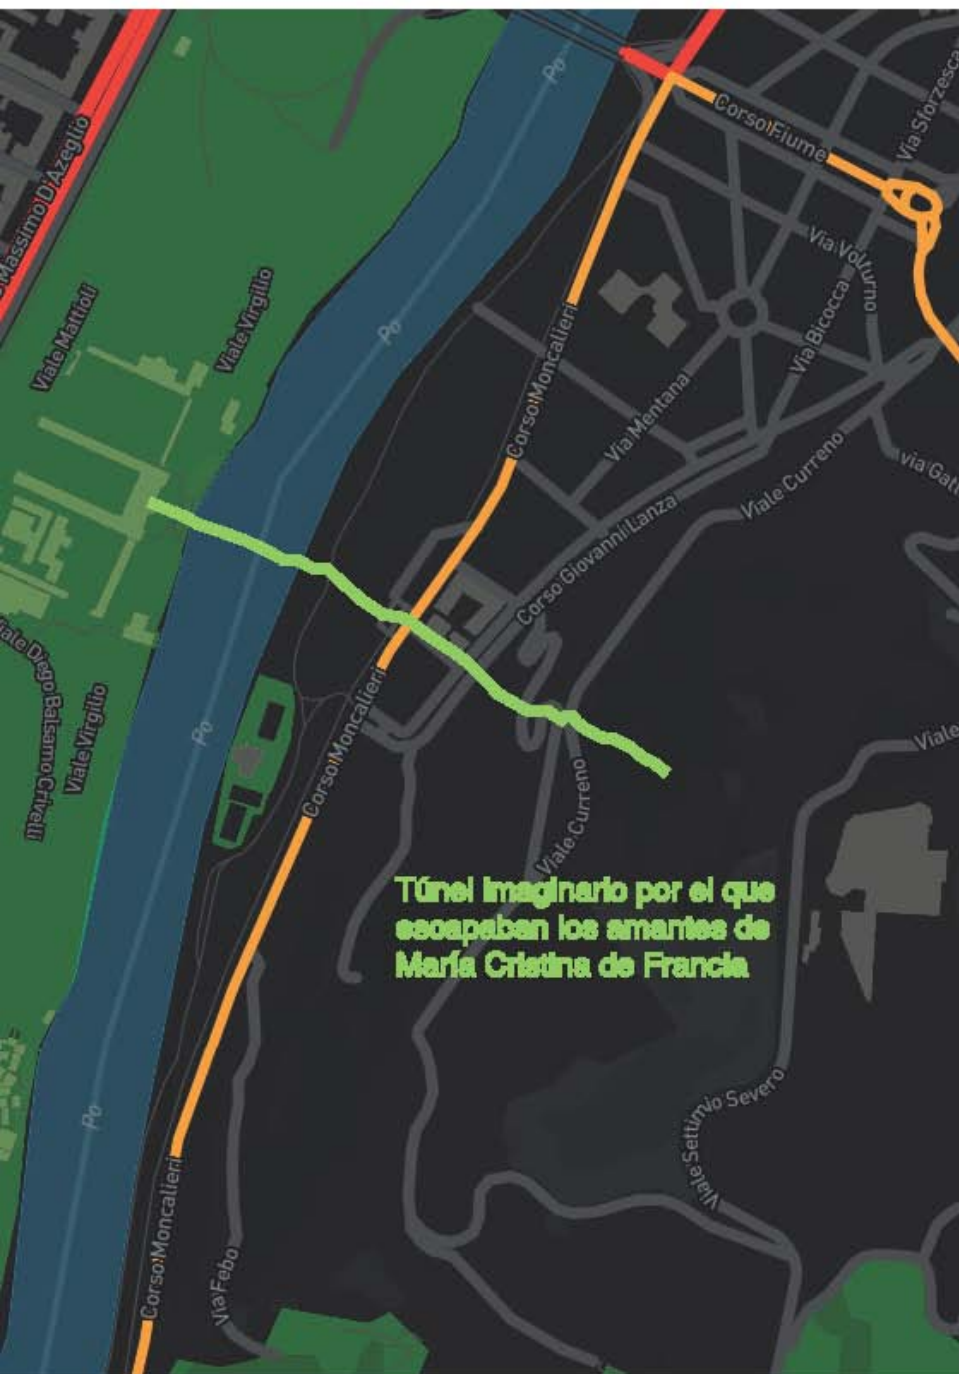 Po
Via Sforzesca
Corso Fiume
Massimo D'Azeglio
Via Volturno
Viale Mattioli
Viale Virgilio
Po
Via Bicocca
Corso Moncalieri
Via Mentana
Viale Curreno
Corso Giovanni Lanza
Viale Diego Balsamo Crivelli
Viale Virgilio
Po
Corso Moncalieri
Viale
Viale Curreno
Túnel imaginario por el que
escapaban los amantes de
María Cristina de Francia
Po
Viale Settimio Severo
Corso Moncalieri
Via Febo